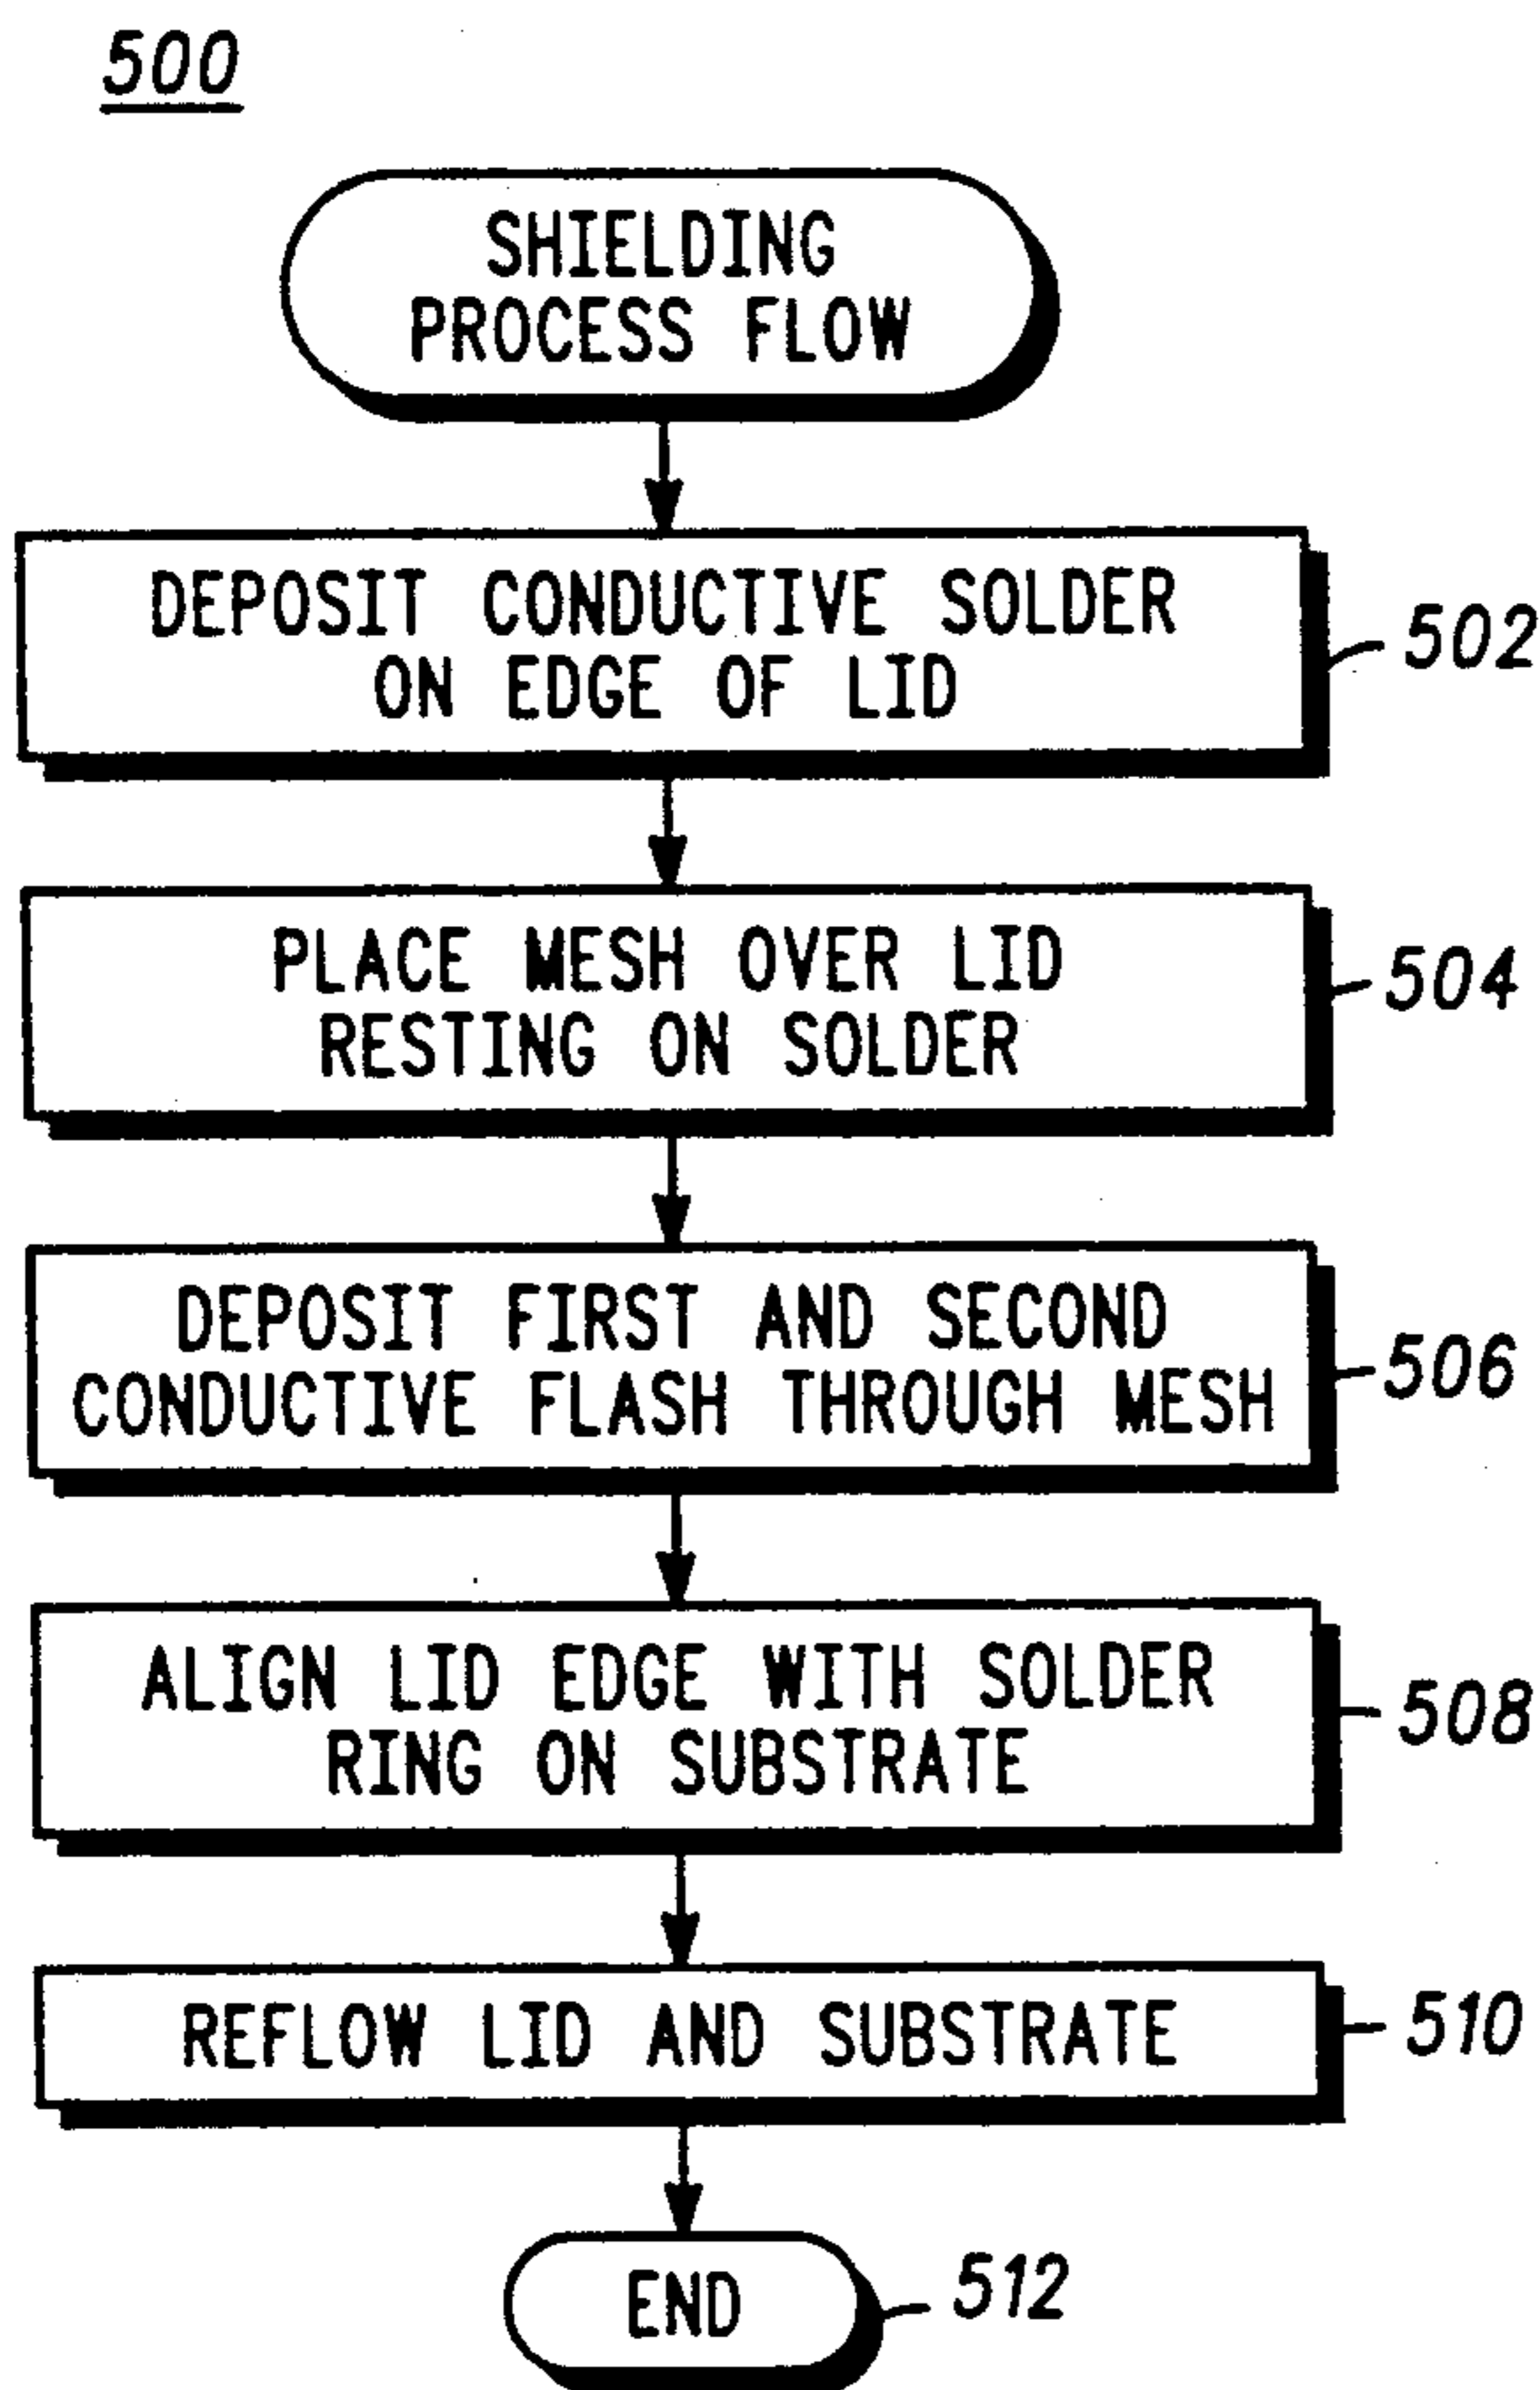 500
SHIELDING
PROCESS FLOW
DEPOSIT CONDUCTIVE SOLDER
ON EDGE OF LID
502
PLACE MESH OVER LID
RESTING ON SOLDER
504
DEPOSIT FIRST AND SECOND
CONDUCTIVE FLASH THROUGH MESH
506
ALIGN LID EDGE WITH SOLDER
RING ON SUBSTRATE
508
REFLOW LID AND SUBSTRATE
510
END
512